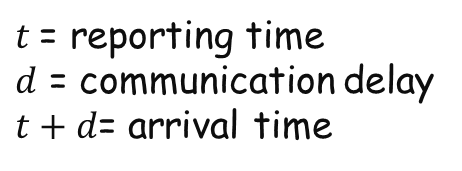 t = reporting time
d = communication delay
t + d= arrival time